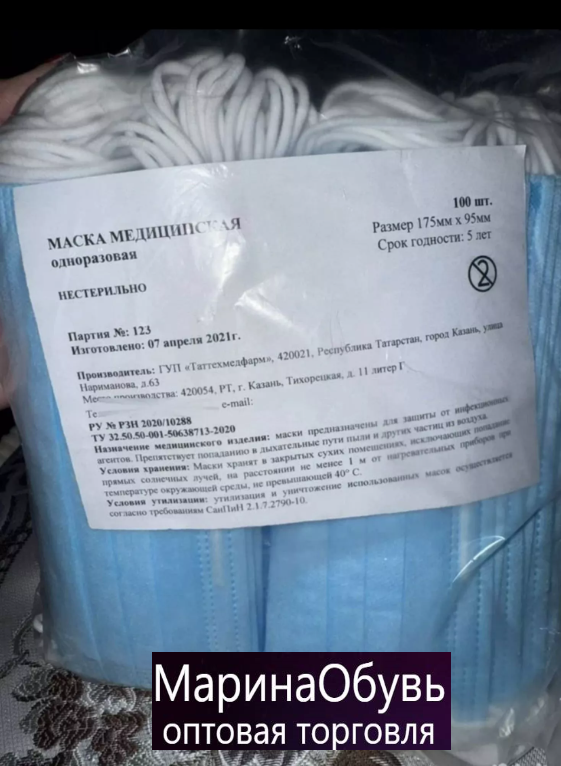 100 шт.
МАСКА МЕДИЦИНСКАЯ
Размер 175мм х 95мм
одноразовая
Срок годности: 5 лет
НЕСТЕРИЛЬНО
2
Партия №: 123
Изготовлено: 07 апреля 2021г.
Производитель: ГУП «Таттехмедфарм», 420021, Республика Татарстан, город Казань, улица
Нариманова, д.63
производства: 420054, РТ, г. Казань, Тихорецкая, д. 11 литер Г
e-mail:
РУ № РЗН 2020/10288
ТУ 32.50.50-001-50638713-2020
Назначение медицинского изделия: маски предназначены для защиты от инфекционных
агентов. Препятствует попаданию в дыхательные пути пыли и других частиц из воздуха.
Условия хранения: Маски хранят в закрытых сухих помещениях, исключающих попадание
прямых солнечных лучей, на расстоянии не менее 1 м от нагревательных приборов при
температуре окружающей среды, не превышающей 40° С.
Условия утилизации: утилизация и уничтожение использованных масок осуществляется
согласно требованиям СанПиН 2.1.7.2790-10.
МаринаОбувь
оптовая торговля